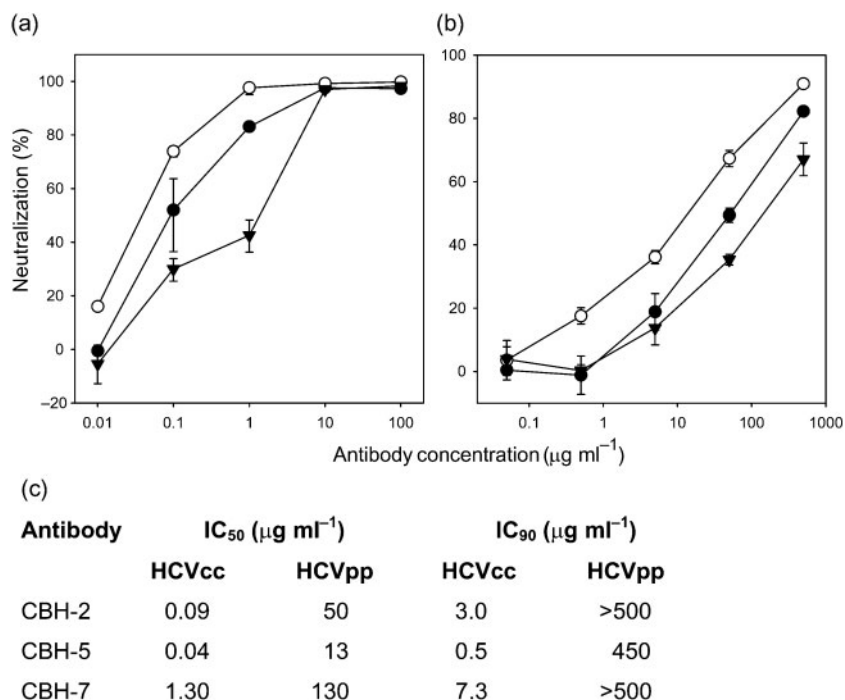 (a)
(b)
Neutralization (%)
100
80
60
40
20
0
–20
0.01 0.1 1 10 100
100
80
60
40
20
0
0.1 1 10 100 1000
Antibody concentration (μg ml⁻¹)
(c)
Antibody IC₅₀ (μg ml⁻¹) IC₉₀ (μg ml⁻¹)
HCVcc HCVpp HCVcc HCVpp
CBH-2 0.09 50 3.0 >500
CBH-5 0.04 13 0.5 450
CBH-7 1.30 130 7.3 >500